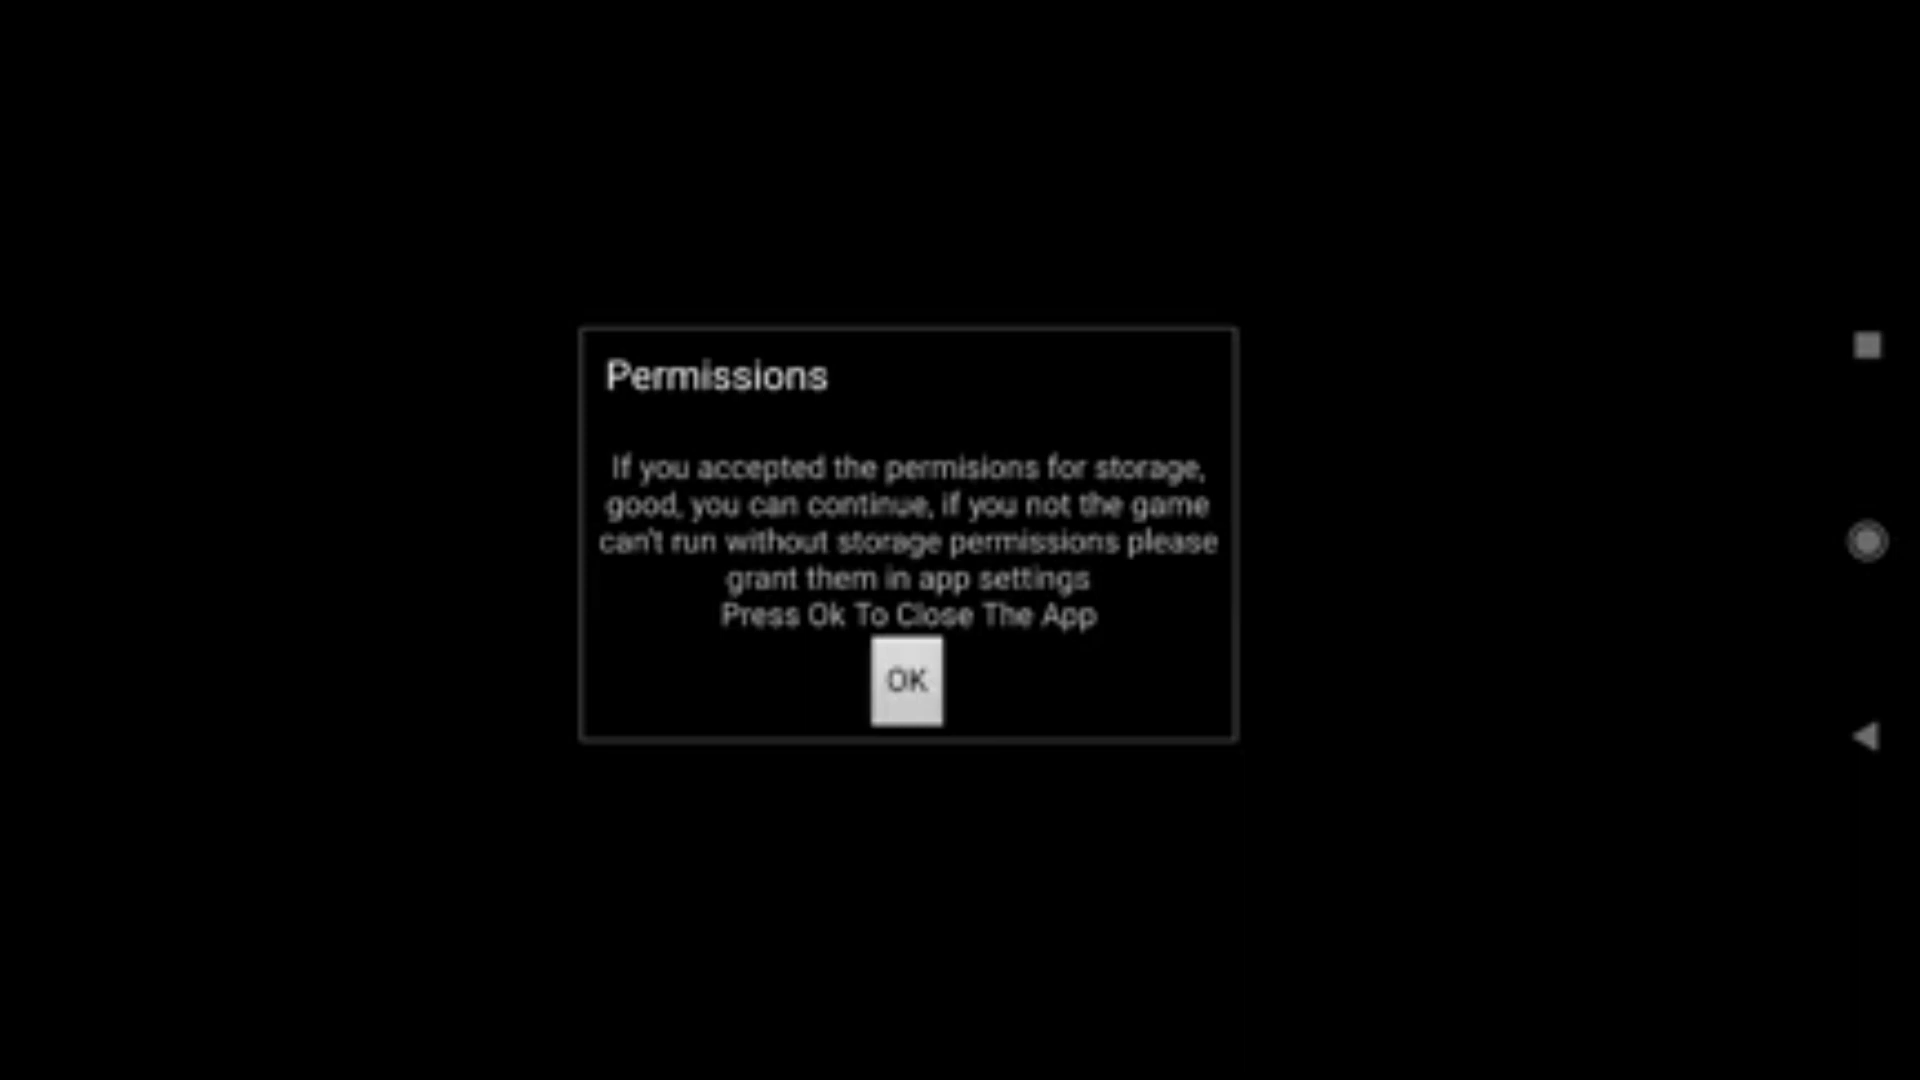 Permissions
If you accepted the permisions for storage,
good, you can continue, if you not the game
can't run without storage permissions please
grant them in app settings
Press Ok To Close The App
OK